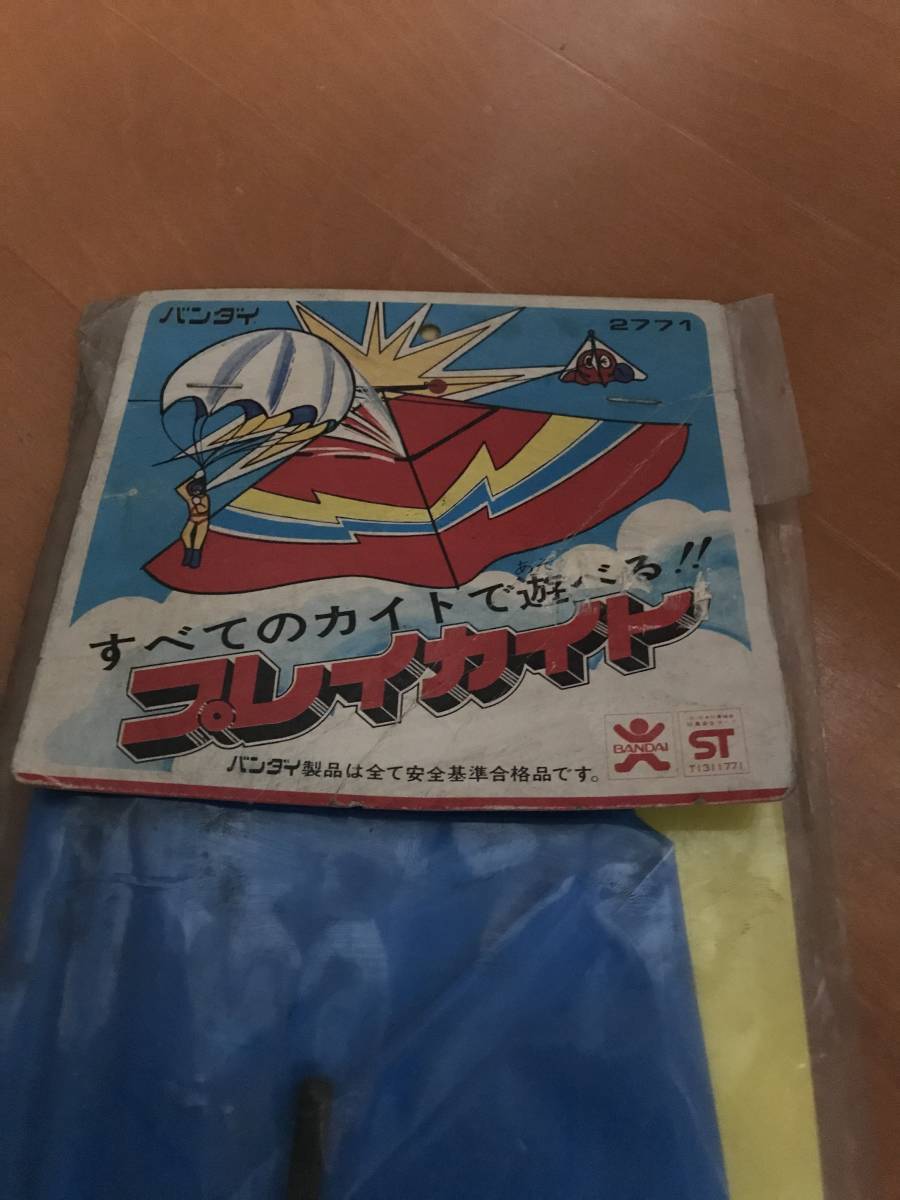 バンダイ
2771
すべてのカイトで遊べる!!
あそ
プレイカイト
バンダイ製品は全て安全基準合格品です。
BANDAI
ST
T1311771